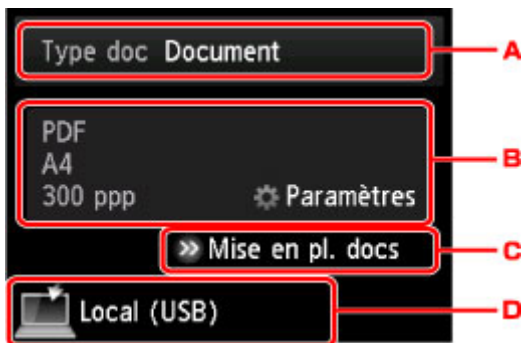 Type doc Document
A
PDF
A4
B
300 ppp Paramètres
Mise en pl. docs
C
Local (USB)
D